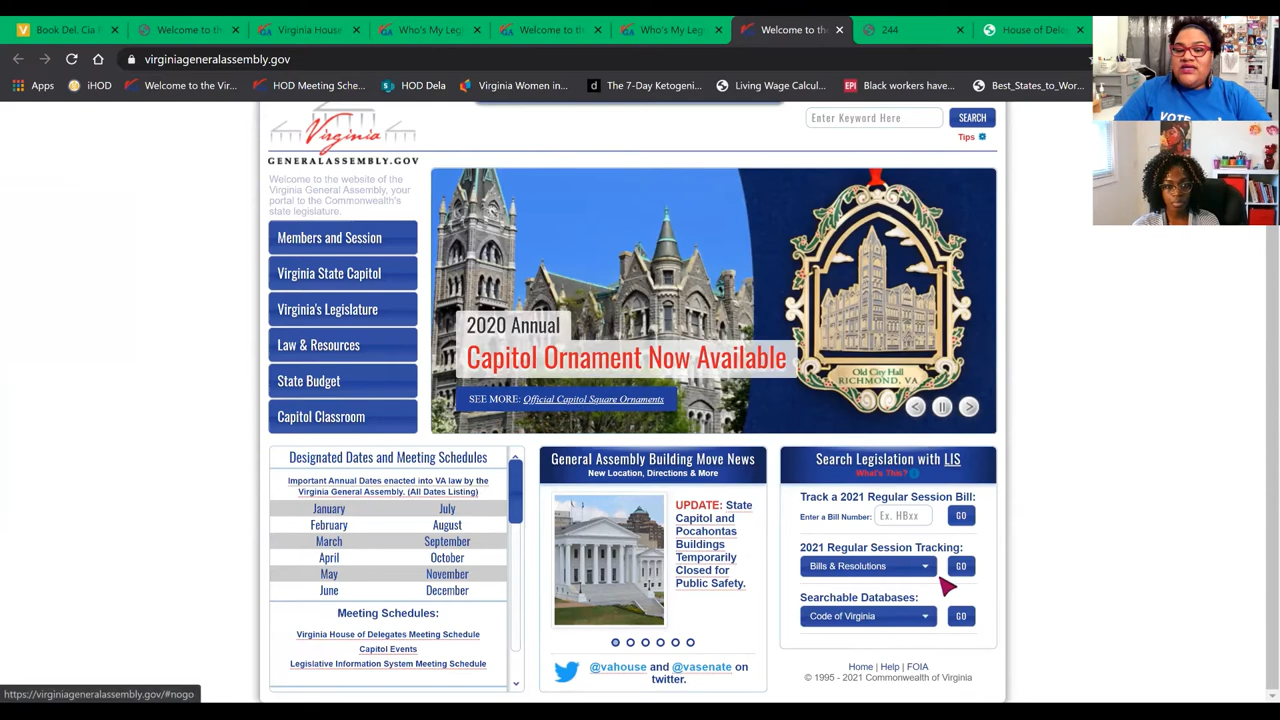 Book Del. Cia h
Welcome to the
Virginia House
Who's My Legi
Welcome to th
Who's My Legi
Welcome to th
244
House of Dele
virginiageneralassembly.gov
Apps
iHOD
Welcome to the Vir...
HOD Meeting Sche...
HOD Dela
Virginia Women in...
The 7-Day Ketogeni...
Living Wage Calcul...
EPI
Black workers have...
Best_States_to_Wor...
VOTE
Virginia
GENERALASSEMBLY.GOV
Enter Keyword Here
SEARCH
Tips
Welcome to the website of the
Virginia General Assembly, your
portal to the Commonwealth's
state legislature.
Members and Session
Virginia State Capitol
Virginia's Legislature
Law & Resources
State Budget
Capitol Classroom
2020 Annual
Capitol Ornament Now Available
SEE MORE: Official Capitol Square Ornaments
Old City Hall
RICHMOND, VA
Designated Dates and Meeting Schedules
Important Annual Dates enacted into VA law by the
Virginia General Assembly. (All Dates Listing)
January July
February August
March September
April October
May November
June December
Meeting Schedules:
Virginia House of Delegates Meeting Schedule
Capitol Events
Legislative Information System Meeting Schedule
General Assembly Building Move News
New Location, Directions & More
UPDATE: State
Capitol and
Pocahontas
Buildings
Temporarily
Closed for
Public Safety.
@vahouse and @vasenate on
twitter.
Search Legislation with LIS
What's This?
Track a 2021 Regular Session Bill:
Enter a Bill Number: Ex. HBxx GO
2021 Regular Session Tracking:
Bills & Resolutions GO
Searchable Databases:
Code of Virginia GO
Home | Help | FOIA
© 1995 - 2021 Commonwealth of Virginia
https://virginiageneralassembly.gov/#nogo